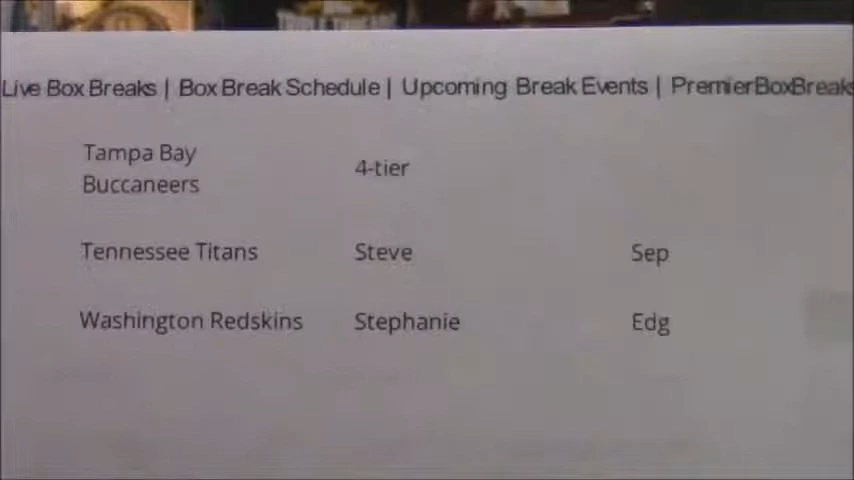 Live Box Breaks | Box Break Schedule | Upcoming Break Events | PremierBoxBreaks
Tampa Bay
Buccaneers
4-tier
Tennessee Titans Steve Sep
Washington Redskins Stephanie Edg